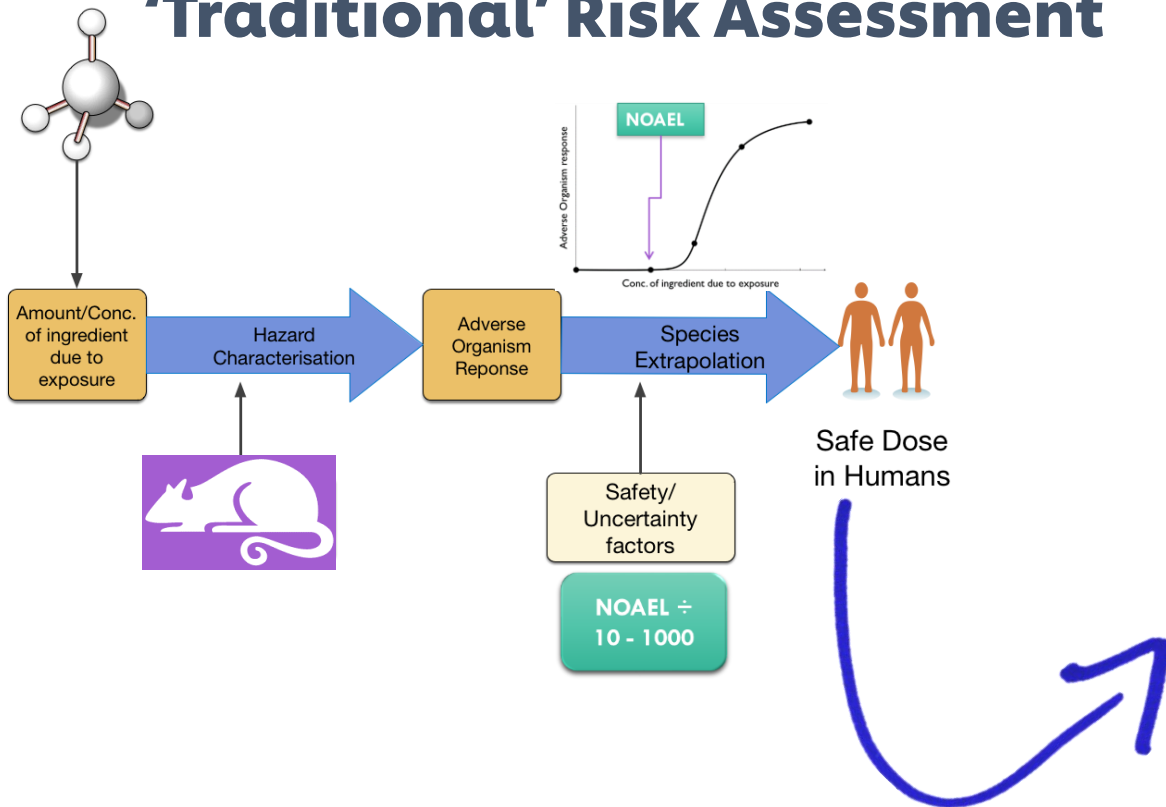 ‘Traditional’ Risk Assessment
NOAEL
Adverse Organism response
Conc. of ingredient due to exposure
Amount/Conc.
of ingredient
due to
exposure
Hazard
Characterisation
Adverse
Organism
Reponse
Species
Extrapolation
Safe Dose
in Humans
Safety/
Uncertainty
factors
NOAEL ÷
10 - 1000